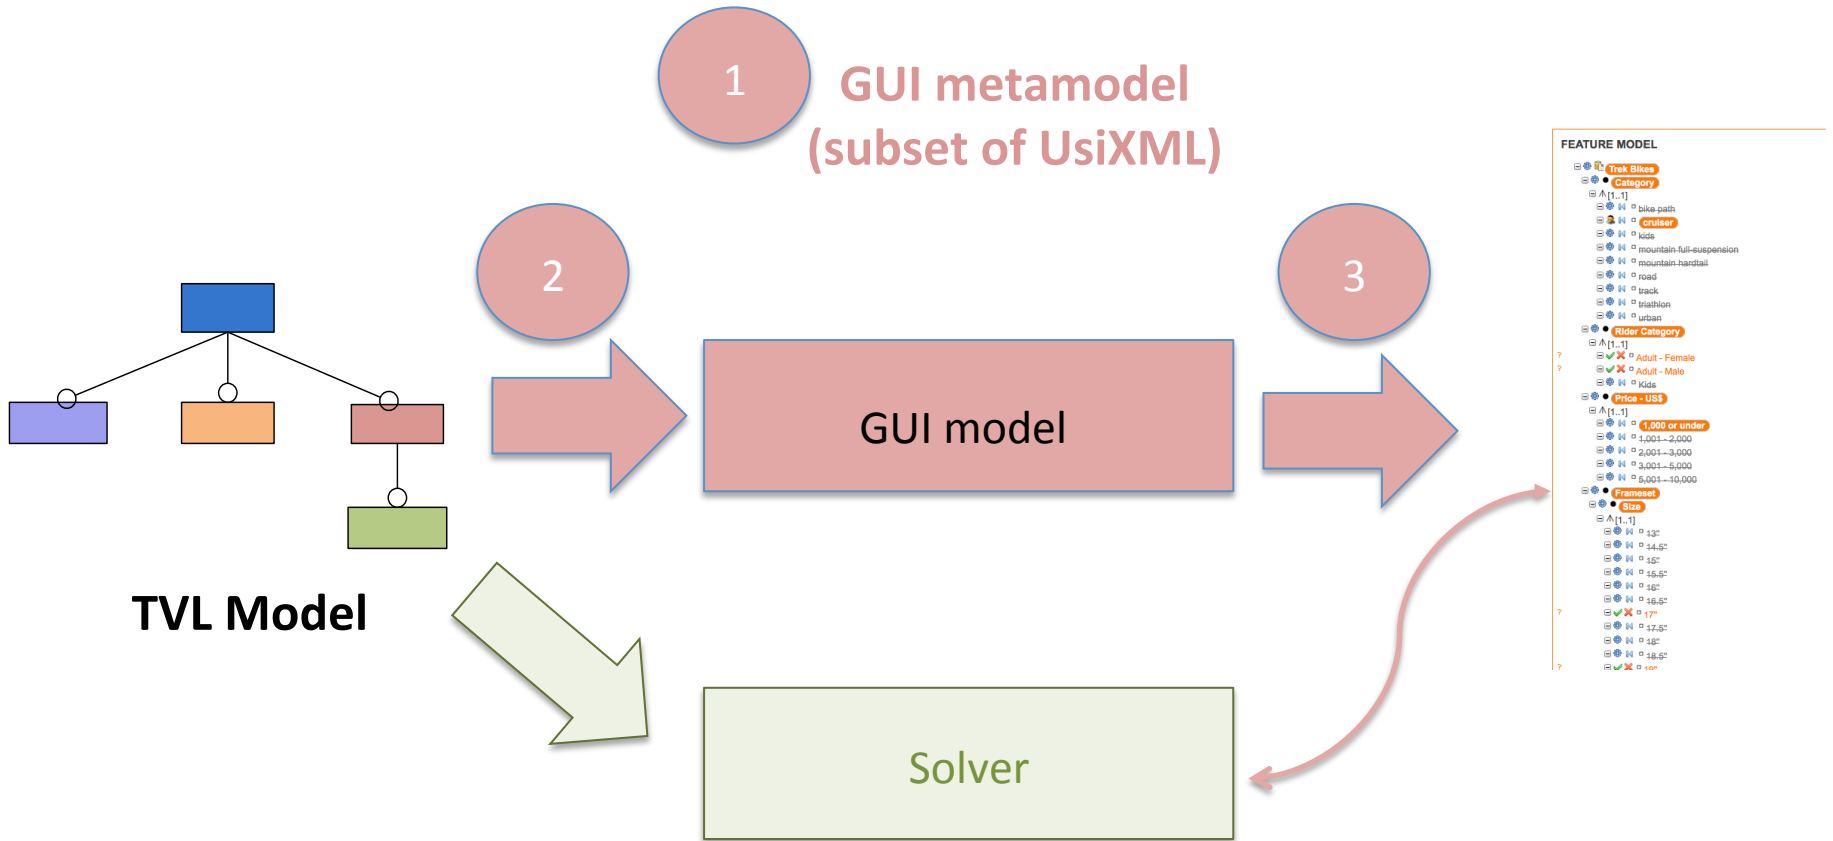 1
GUI metamodel
(subset of UsiXML)
2
3
GUI model
TVL Model
Solver
FEATURE MODEL
Trek Bikes
Category
[1..1]
bike path
cruiser
kids
mountain full-suspension
mountain hardtail
road
track
triathlon
urban
Rider Category
[1..1]
? Adult - Female
? Adult - Male
Kids
Price - US$
[1..1]
1,000 or under
1,001 - 2,000
2,001 - 3,000
3,001 - 5,000
5,001 - 10,000
Frameset
Size
[1..1]
13"
14.5"
15"
15.5"
16"
16.5"
? 17"
17.5"
18"
18.5"
? 19"